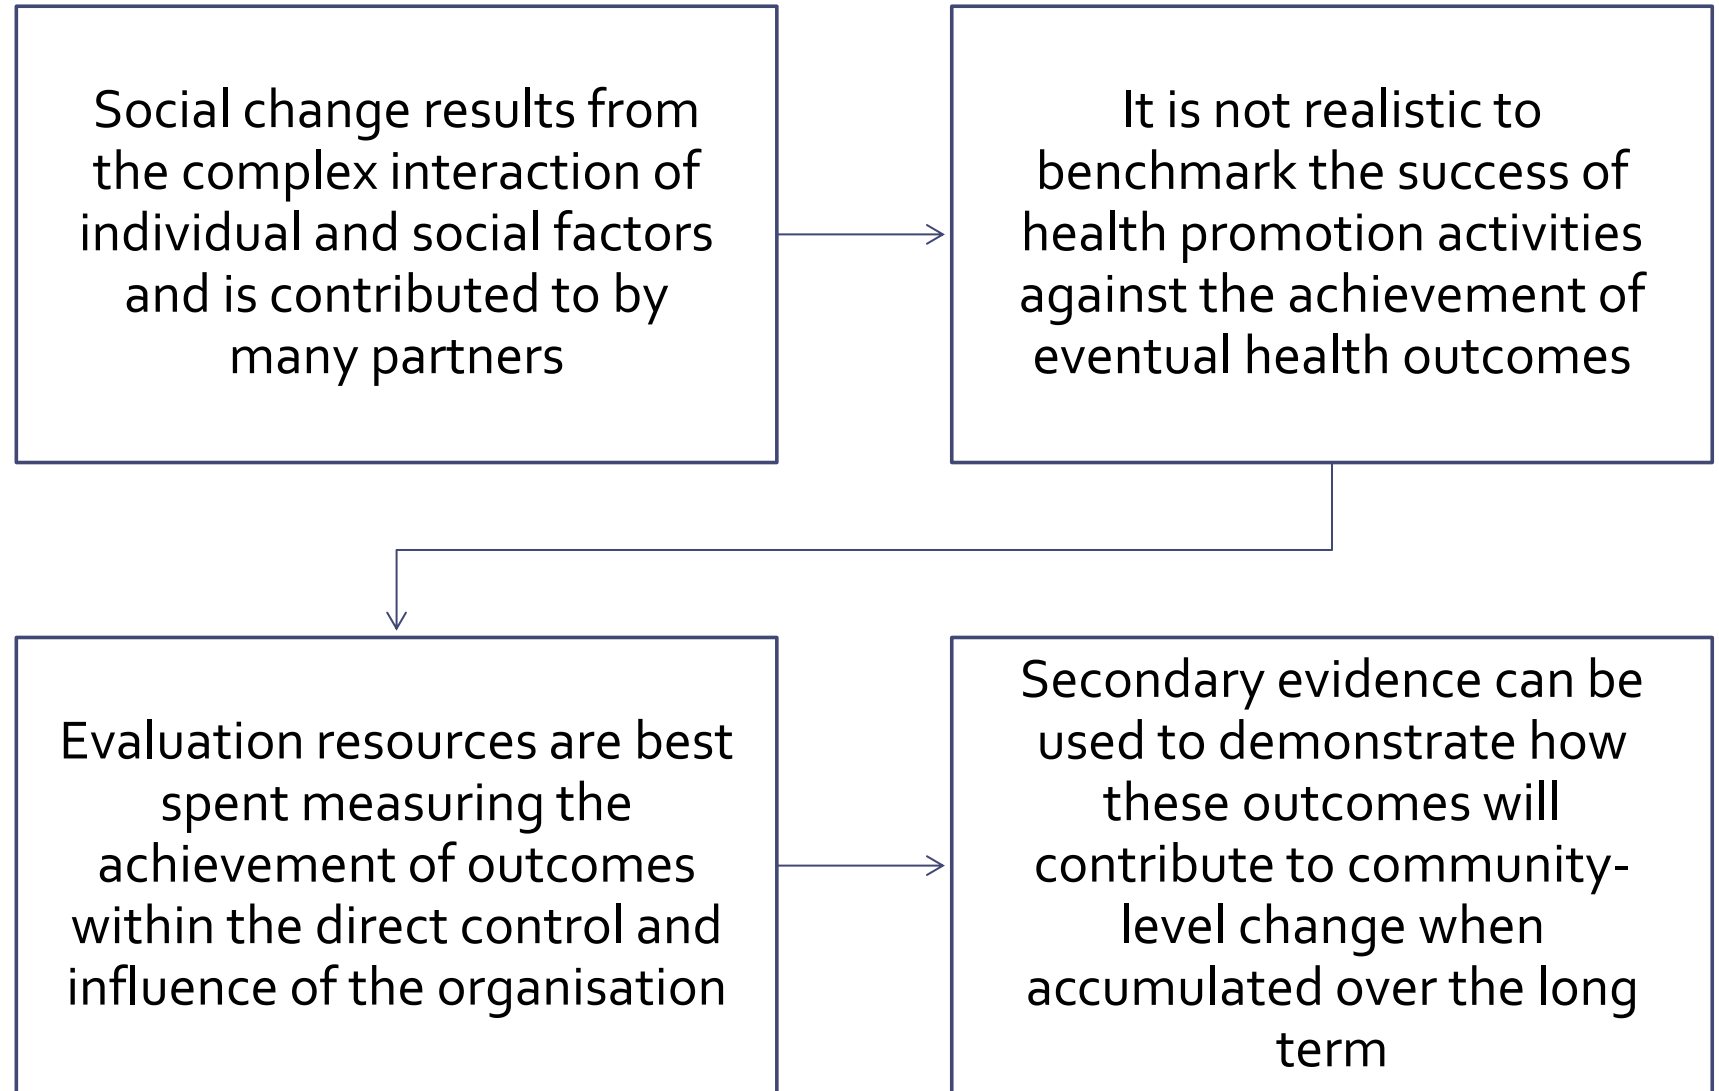 Social change results from
the complex interaction of
individual and social factors
and is contributed to by
many partners
It is not realistic to
benchmark the success of
health promotion activities
against the achievement of
eventual health outcomes
Evaluation resources are best
spent measuring the
achievement of outcomes
within the direct control and
influence of the organisation
Secondary evidence can be
used to demonstrate how
these outcomes will
contribute to community-
level change when
accumulated over the long
term